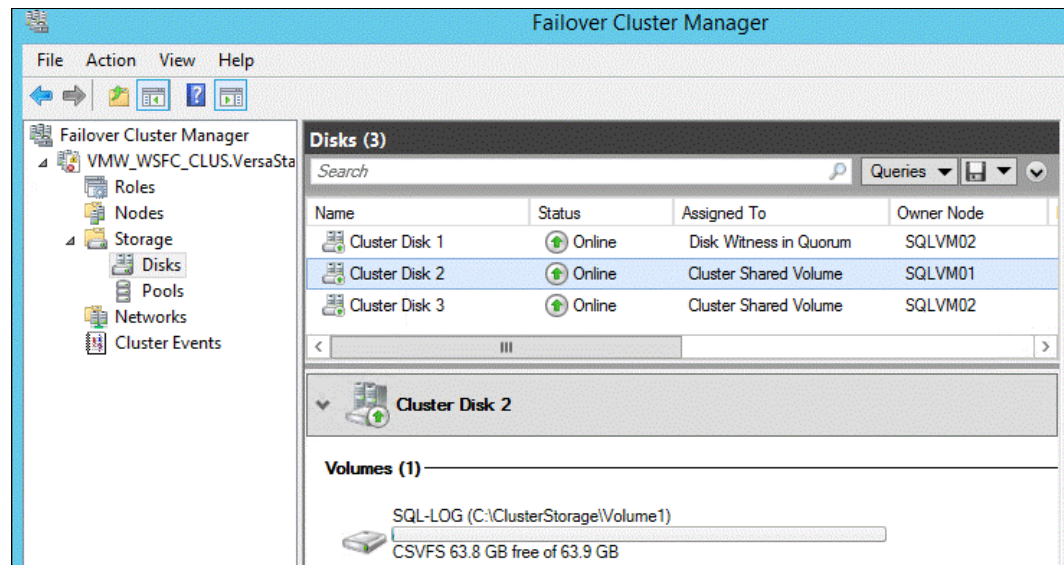 Failover Cluster Manager
File Action View Help
Failover Cluster Manager
VMW_WSFC_CLUS.VersaSta
Roles
Nodes
Storage
Disks
Pools
Networks
Cluster Events
Disks (3)
Search
Queries
Name Status Assigned To Owner Node
Cluster Disk 1 Online Disk Witness in Quorum SQLVM02
Cluster Disk 2 Online Cluster Shared Volume SQLVM01
Cluster Disk 3 Online Cluster Shared Volume SQLVM02
Cluster Disk 2
Volumes (1)
SQL-LOG (C:\ClusterStorage\Volume1)
CSVFS 63.8 GB free of 63.9 GB